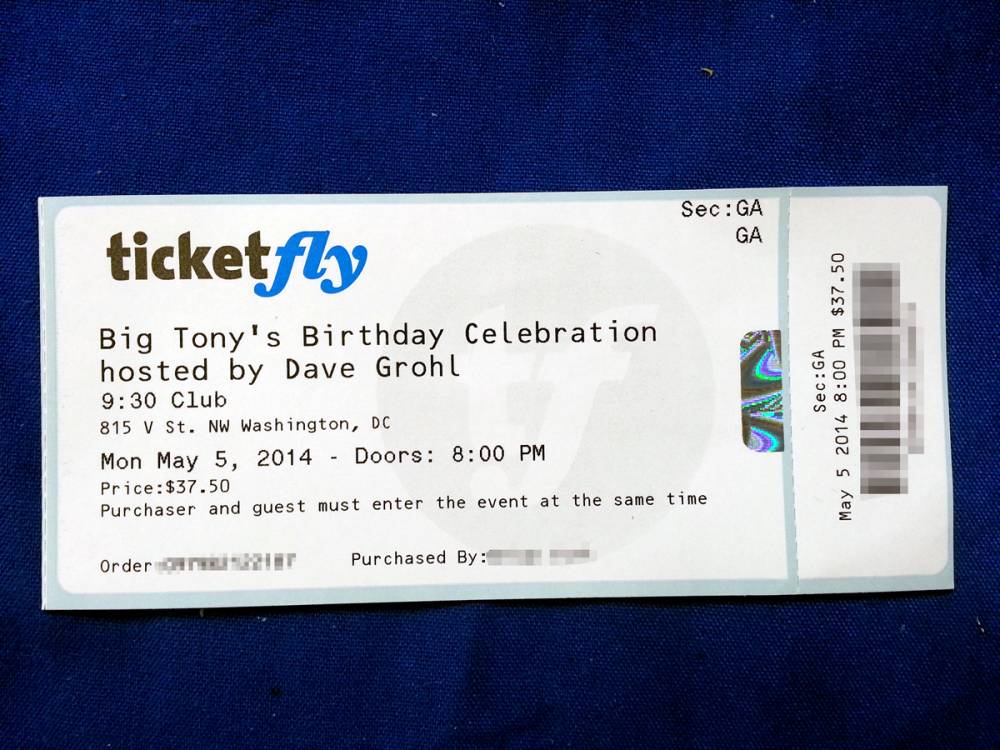 Sec:GA
GA
ticketfly
Big Tony's Birthday Celebration
hosted by Dave Grohl
9:30 Club
815 V St. NW Washington, DC
Mon May 5, 2014 - Doors: 8:00 PM
Price:$37.50
Purchaser and guest must enter the event at the same time
Order
Purchased By:
Sec:GA
May 5 2014 8:00 PM $37.50
tf